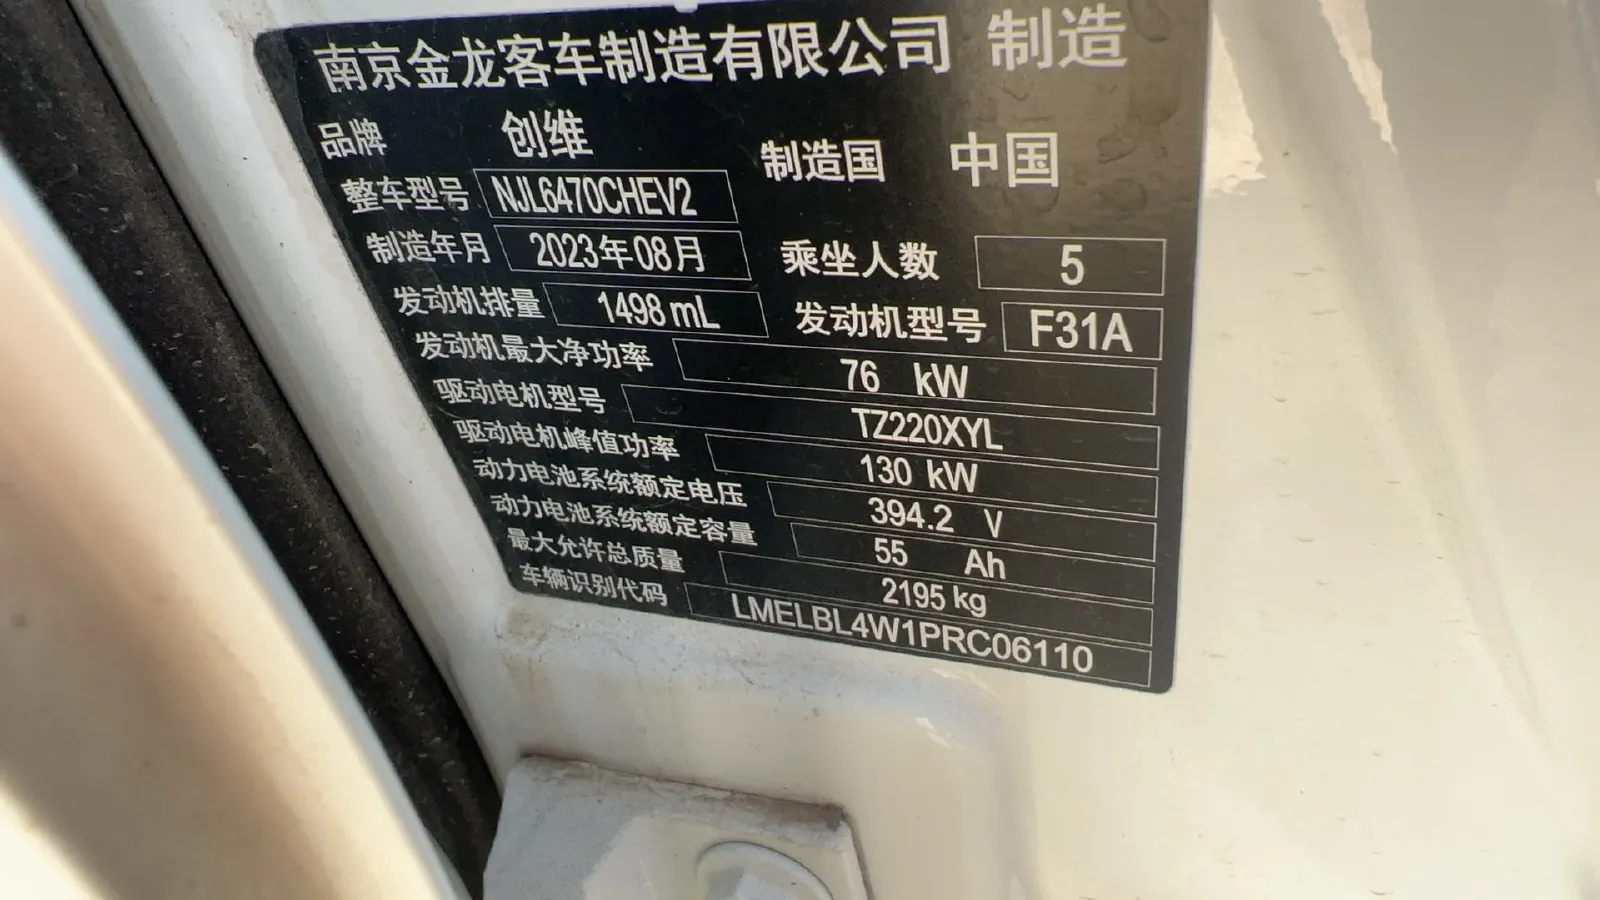 南京金龙客车制造有限公司 制造
品牌 创维 制造国 中国
整车型号 NJL6470CHEV2
制造年月 2023年08月 乘坐人数 5
发动机排量 1498 mL 发动机型号 F31A
发动机最大净功率 76 kW
驱动电机型号 TZ220XYL
驱动电机峰值功率 130 kW
动力电池系统额定电压 394.2 V
动力电池系统额定容量 55 Ah
最大允许总质量 2195 kg
车辆识别代码 LMELBL4W1PRC06110